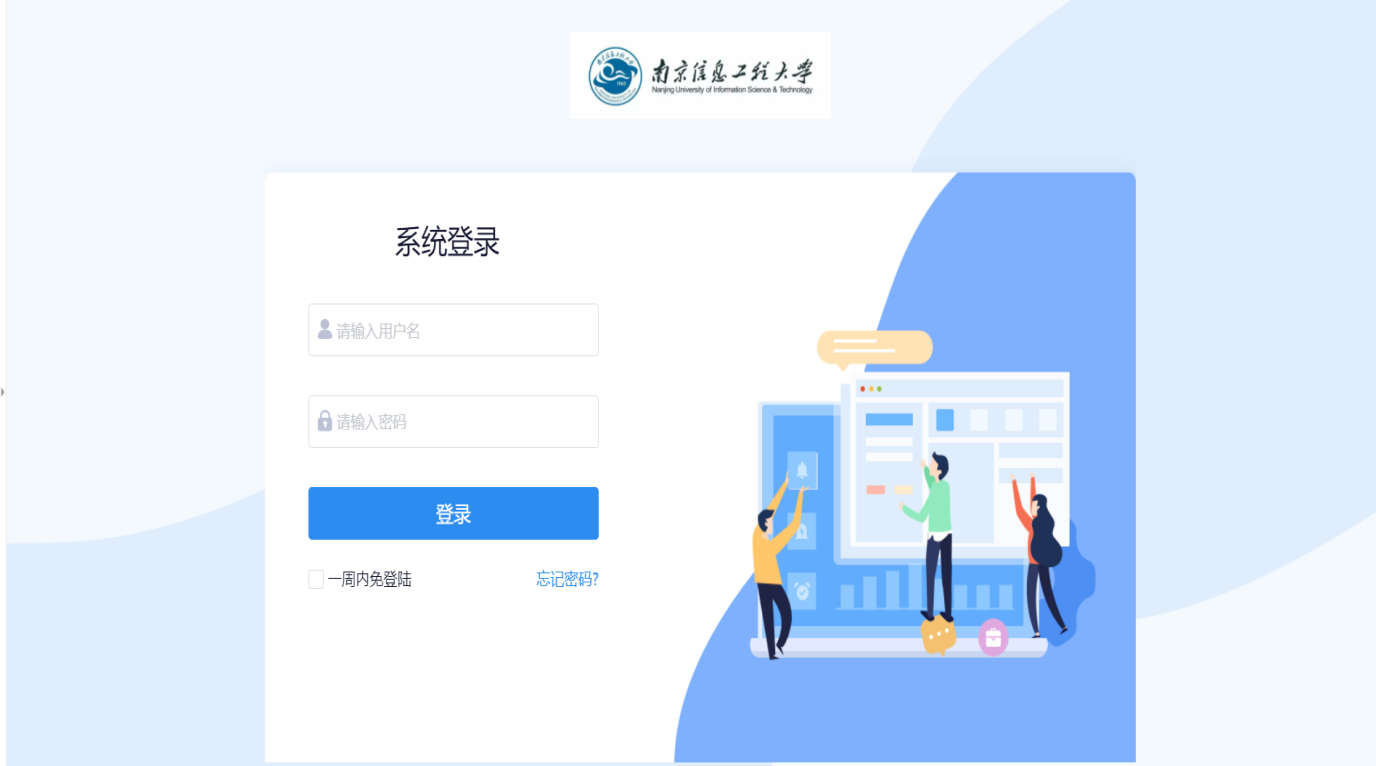 南京信息工程大学
Nanjing University of Information Science & Technology
系统登录
请输入用户名
请输入密码
登录
一周内免登陆
忘记密码?